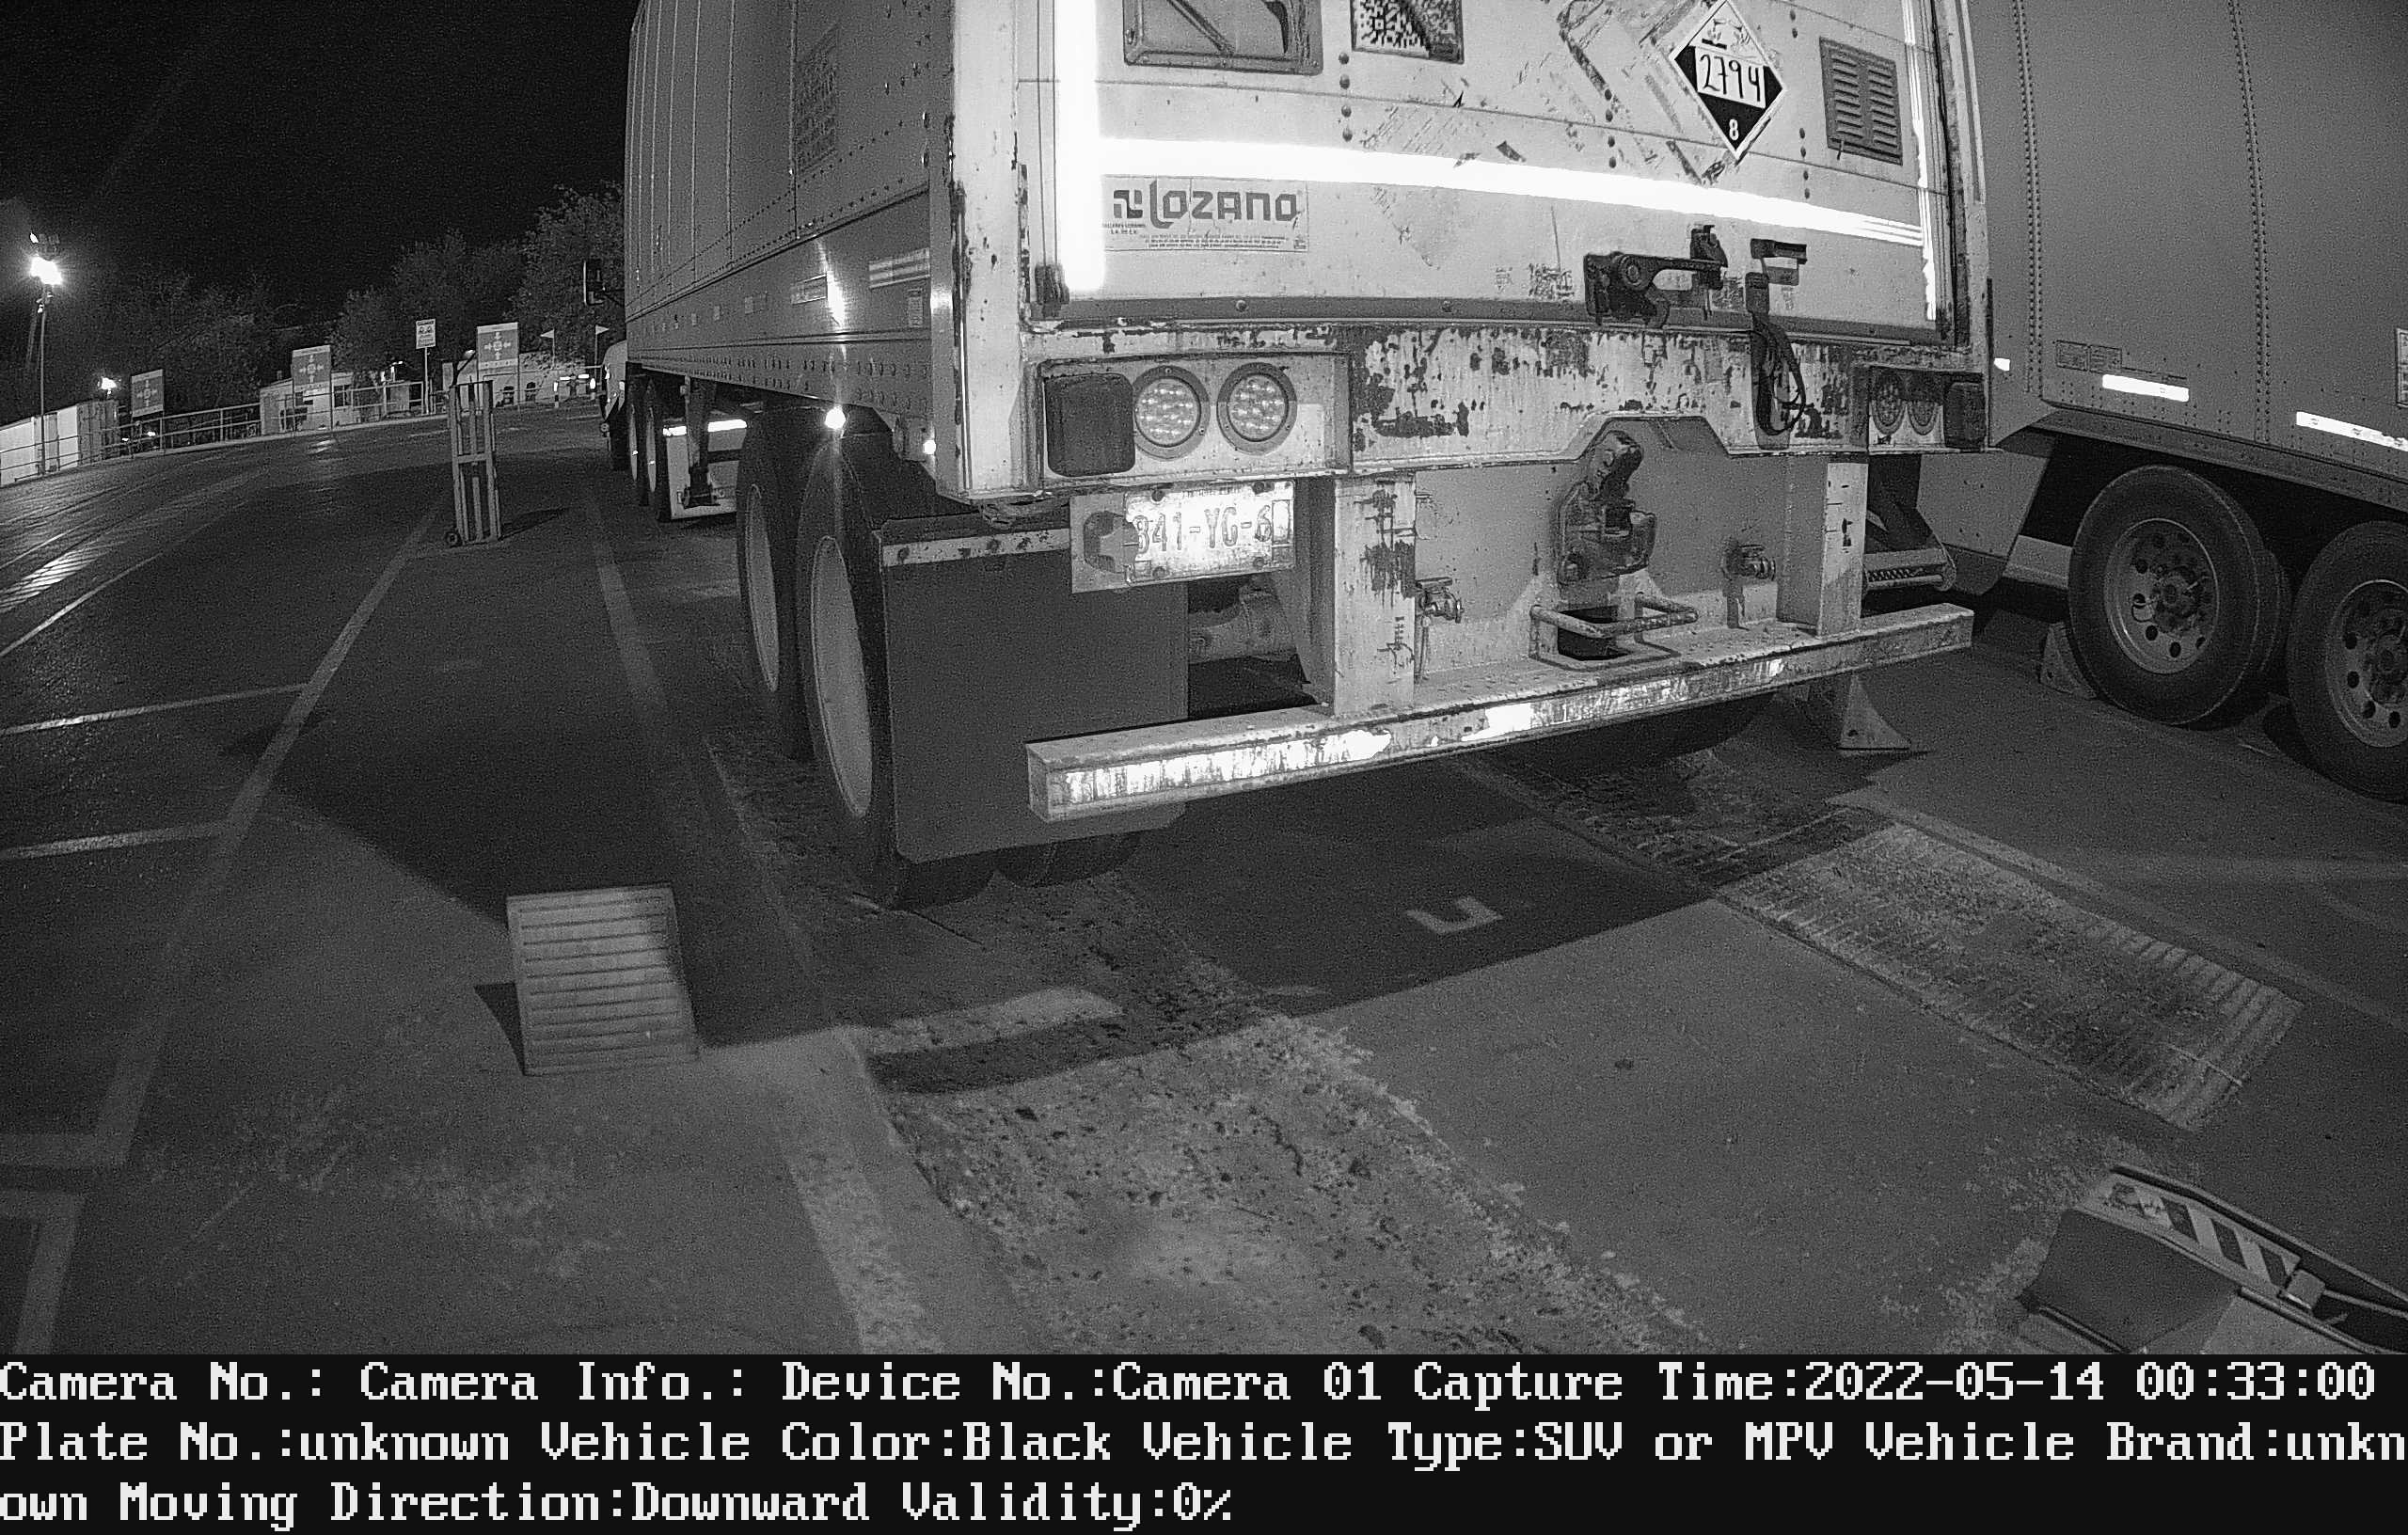 2794
8
LOZANO
841-YG-6
Camera No.: Camera Info.: Device No.:Camera 01 Capture Time:2022-05-14 00:33:00
Plate No.:unknown Vehicle Color:Black Vehicle Type:SUV or MPV Vehicle Brand:unkn
own Moving Direction:Downward Validity:0%